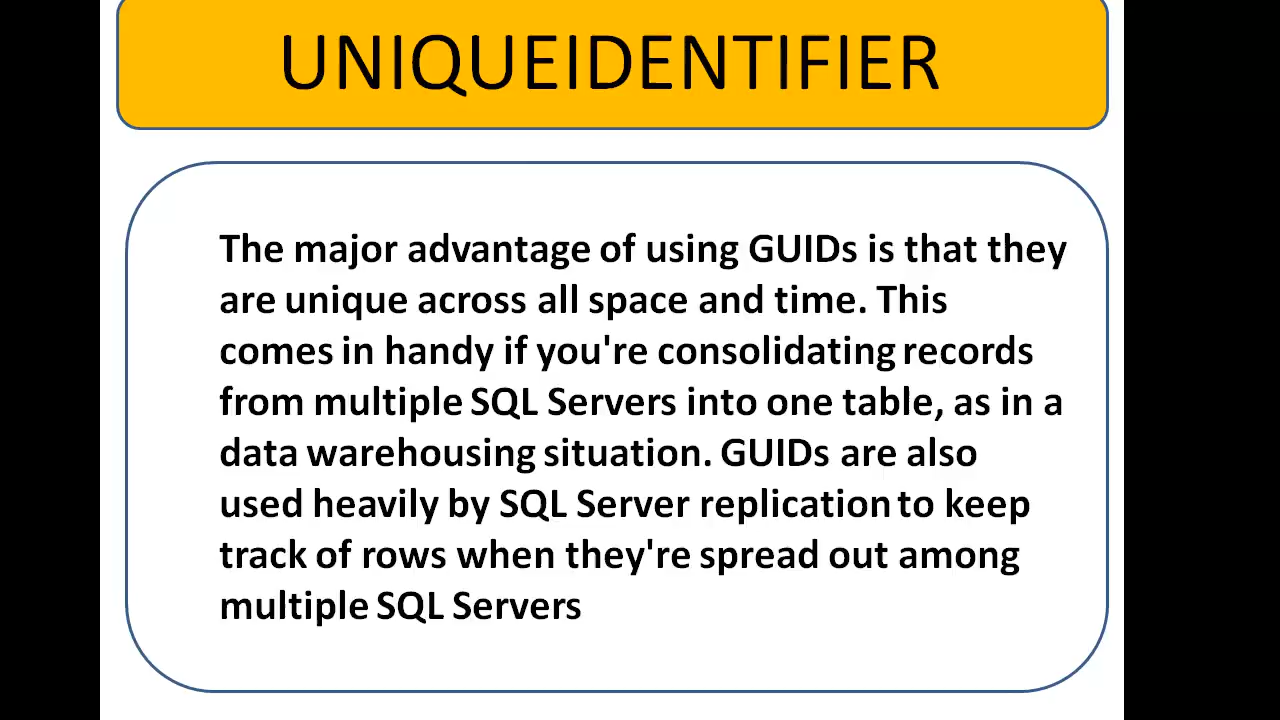 UNIQUEIDENTIFIER
The major advantage of using GUIDs is that they
are unique across all space and time. This
comes in handy if you're consolidating records
from multiple SQL Servers into one table, as in a
data warehousing situation. GUIDs are also
used heavily by SQL Server replication to keep
track of rows when they're spread out among
multiple SQL Servers